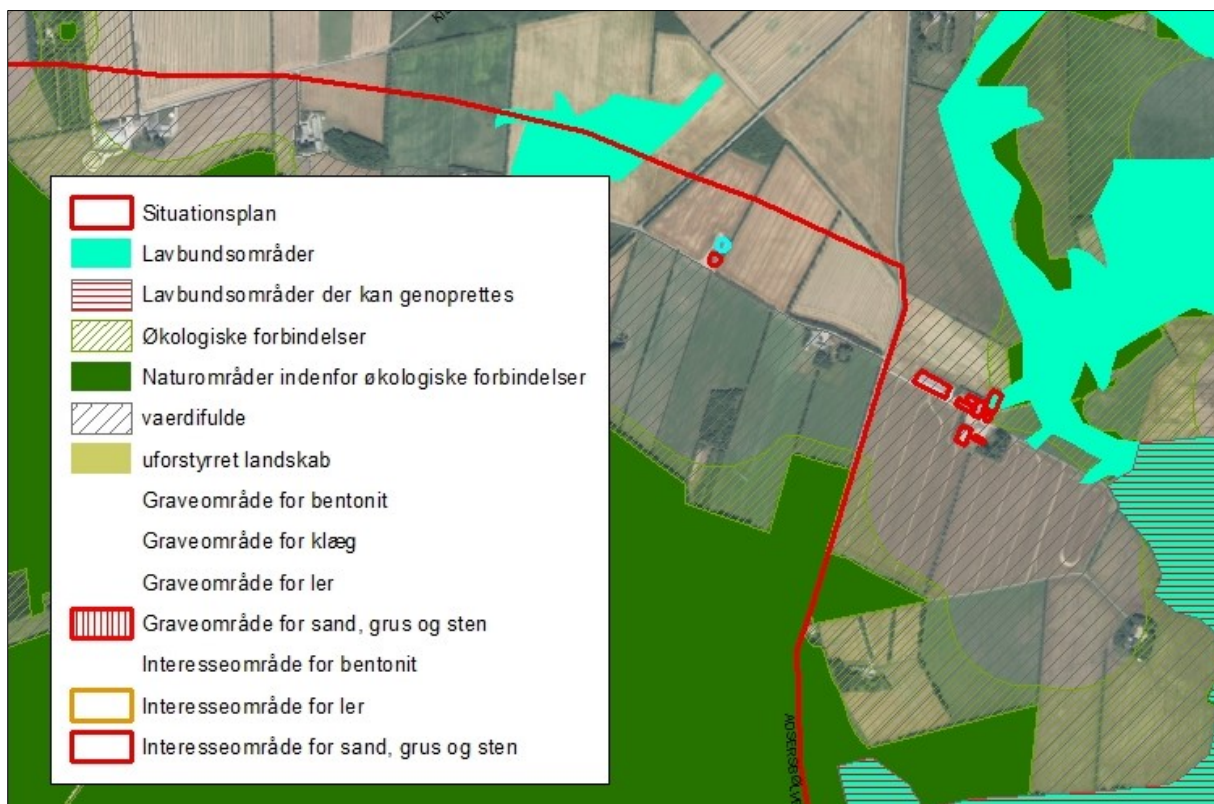 Situationsplan
Lavbundsområder
Lavbundsområder der kan genoprettes
Økologiske forbindelser
Naturområder indenfor økologiske forbindelser
vaerdifulde
uforstyrret landskab
Graveområde for bentonit
Graveområde for klæg
Graveområde for ler
Graveområde for sand, grus og sten
Interesseområde for bentonit
Interesseområde for ler
Interesseområde for sand, grus og sten